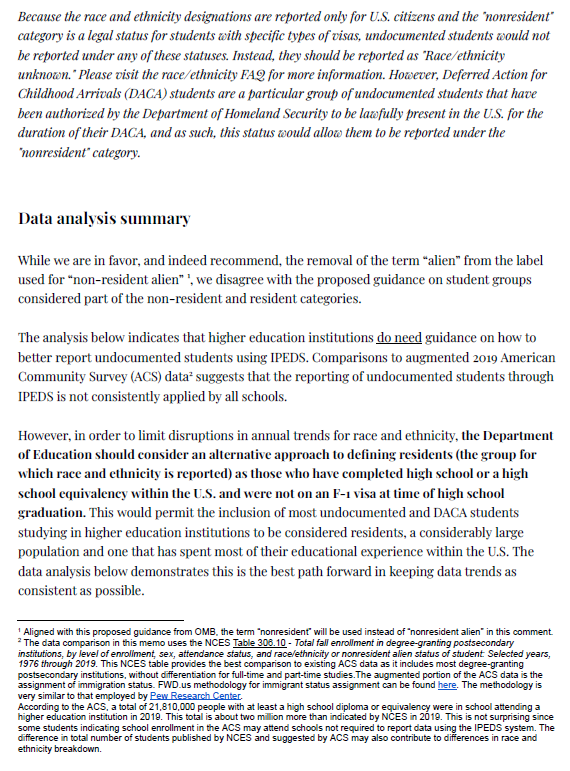 Because the race and ethnicity designations are reported only for U.S. citizens and the "nonresident"
category is a legal status for students with specific types of visas, undocumented students would not
be reported under any of these statuses. Instead, they should be reported as "Race/ethnicity
unknown." Please visit the race/ethnicity FAQ for more information. However, Deferred Action for
Childhood Arrivals (DACA) students are a particular group of undocumented students that have
been authorized by the Department of Homeland Security to be lawfully present in the U.S. for the
duration of their DACA, and as such, this status would allow them to be reported under the
"nonresident" category.
Data analysis summary
While we are in favor, and indeed recommend, the removal of the term “alien” from the label
used for “non-resident alien” ¹, we disagree with the proposed guidance on student groups
considered part of the non-resident and resident categories.
The analysis below indicates that higher education institutions do need guidance on how to
better report undocumented students using IPEDS. Comparisons to augmented 2019 American
Community Survey (ACS) data² suggests that the reporting of undocumented students through
IPEDS is not consistently applied by all schools.
However, in order to limit disruptions in annual trends for race and ethnicity, the Department
of Education should consider an alternative approach to defining residents (the group for
which race and ethnicity is reported) as those who have completed high school or a high
school equivalency within the U.S. and were not on an F-1 visa at time of high school
graduation. This would permit the inclusion of most undocumented and DACA students
studying in higher education institutions to be considered residents, a considerably large
population and one that has spent most of their educational experience within the U.S. The
data analysis below demonstrates this is the best path forward in keeping data trends as
consistent as possible.
¹ Aligned with this proposed guidance from OMB, the term “nonresident” will be used instead of “nonresident alien” in this comment.
² The data comparison in this memo uses the NCES Table 306.10 - Total fall enrollment in degree-granting postsecondary
institutions, by level of enrollment, sex, attendance status, and race/ethnicity or nonresident alien status of student: Selected years,
1976 through 2019. This NCES table provides the best comparison to existing ACS data as it includes most degree-granting
postsecondary institutions, without differentiation for full-time and part-time studies.The augmented portion of the ACS data is the
assignment of immigration status. FWD.us methodology for immigrant status assignment can be found here. The methodology is
very similar to that employed by Pew Research Center.
According to the ACS, a total of 21,810,000 people with at least a high school diploma or equivalency were in school attending a
higher education institution in 2019. This total is about two million more than indicated by NCES in 2019. This is not surprising since
some students indicating school enrollment in the ACS may attend schools not required to report data using the IPEDS system. The
difference in total number of students published by NCES and suggested by ACS may also contribute to differences in race and
ethnicity breakdown.